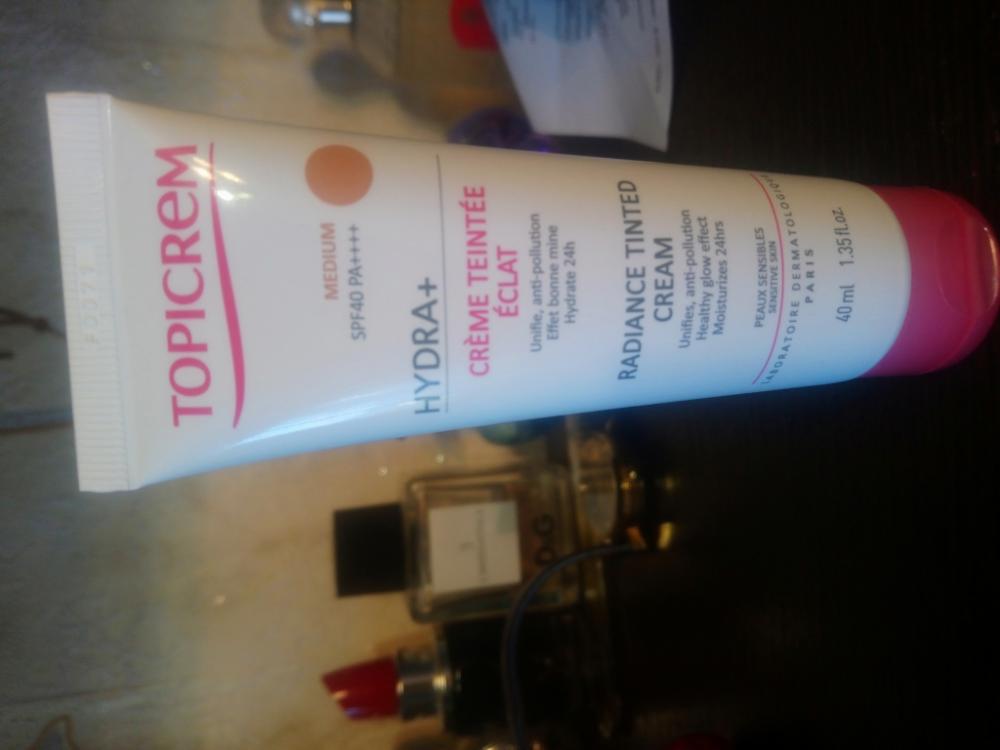 TOPICREM
MEDIUM
SPF40 PA++++
HYDRA+
CRÈME TEINTÉE
ÉCLAT
Unifie, anti-pollution
Effet bonne mine
Hydrate 24h
RADIANCE TINTED
CREAM
Unifies, anti-pollution
Healthy glow effect
Moisturizes 24hrs
PEAUX SENSIBLES
SENSITIVE SKIN
LABORATOIRE DERMATOLOGIQUE
PARIS
40 ml 1.35 fl.oz.
D&G